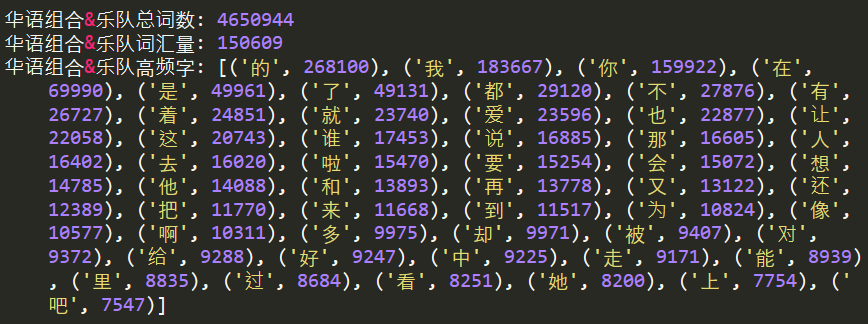 华语组合&乐队总词数: 4650944
华语组合&乐队词汇量: 150609
华语组合&乐队高频字: [('的', 268100), ('我', 183667), ('你', 159922), ('在',
69990), ('是', 49961), ('了', 49131), ('都', 29120), ('不', 27876), ('有',
26727), ('着', 24851), ('就', 23740), ('爱', 23596), ('也', 22877), ('让',
22058), ('这', 20743), ('谁', 17453), ('说', 16885), ('那', 16605), ('人',
16402), ('去', 16020), ('啦', 15470), ('要', 15254), ('会', 15072), ('想',
14785), ('他', 14088), ('和', 13893), ('再', 13778), ('又', 13122), ('还',
12389), ('把', 11770), ('来', 11668), ('到', 11517), ('为', 10824), ('像',
10577), ('啊', 10311), ('多', 9975), ('却', 9971), ('被', 9407), ('对',
9372), ('给', 9288), ('好', 9247), ('中', 9225), ('走', 9171), ('能', 8939)
, ('里', 8835), ('过', 8684), ('看', 8251), ('她', 8200), ('上', 7754), ('
吧', 7547)]